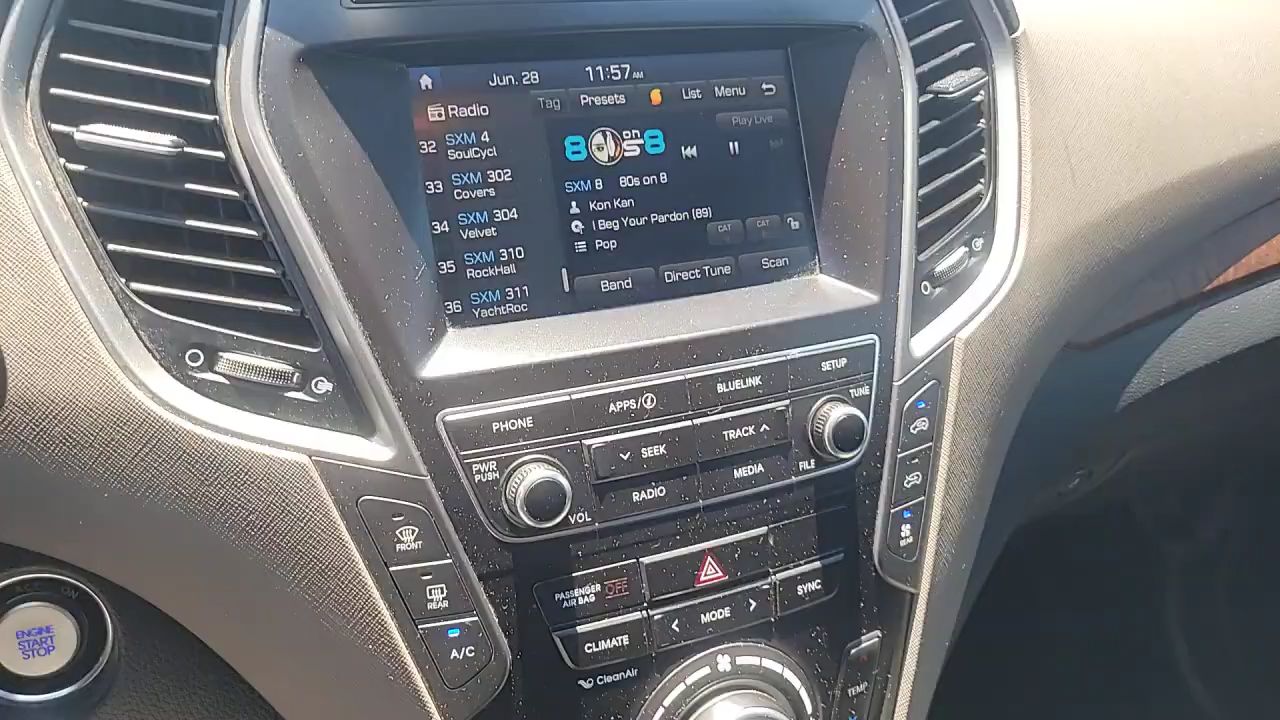 Jun. 28
11:57 AM
Radio
Tag
Presets
List
Menu
32 SXM 4
SoulCycl
33 SXM 302
Covers
34 SXM 304
Velvet
35 SXM 310
RockHall
36 SXM 311
YachtRoc
Play Live
8 on 8
SXM 8 80s on 8
Kon Kan
I Beg Your Pardon (89)
Pop
CAT
CAT
Band
Direct Tune
Scan
PHONE
APPS/i
BLUELINK
SETUP
PWR
PUSH
VOL
SEEK
TRACK
RADIO
MEDIA
TUNE
FILE
FRONT
REAR
A/C
REAR
PASSENGER
AIR BAG
OFF
CLIMATE
MODE
SYNC
CleanAir
TEMP
ENGINE
START
STOP